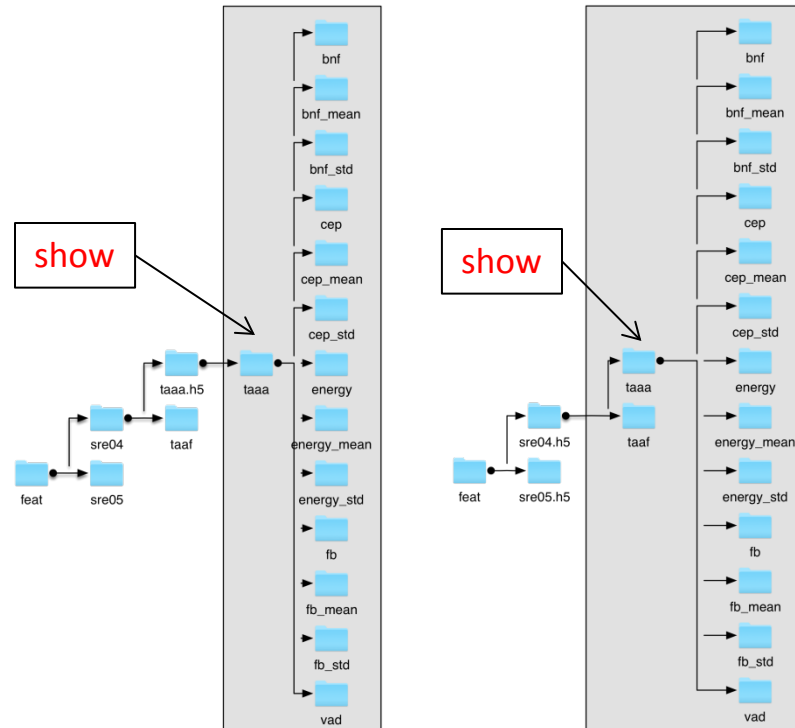 bnf
bnf_mean
bnf_std
cep
show
cep_mean
cep_std
taaa.h5
taaa
energy
sre04
taaf
energy_mean
feat
sre05
energy_std
fb
fb_mean
fb_std
vad
bnf
bnf_mean
bnf_std
cep
show
cep_mean
cep_std
taaa
energy
sre04.h5
taaf
energy_mean
feat
sre05.h5
energy_std
fb
fb_mean
fb_std
vad